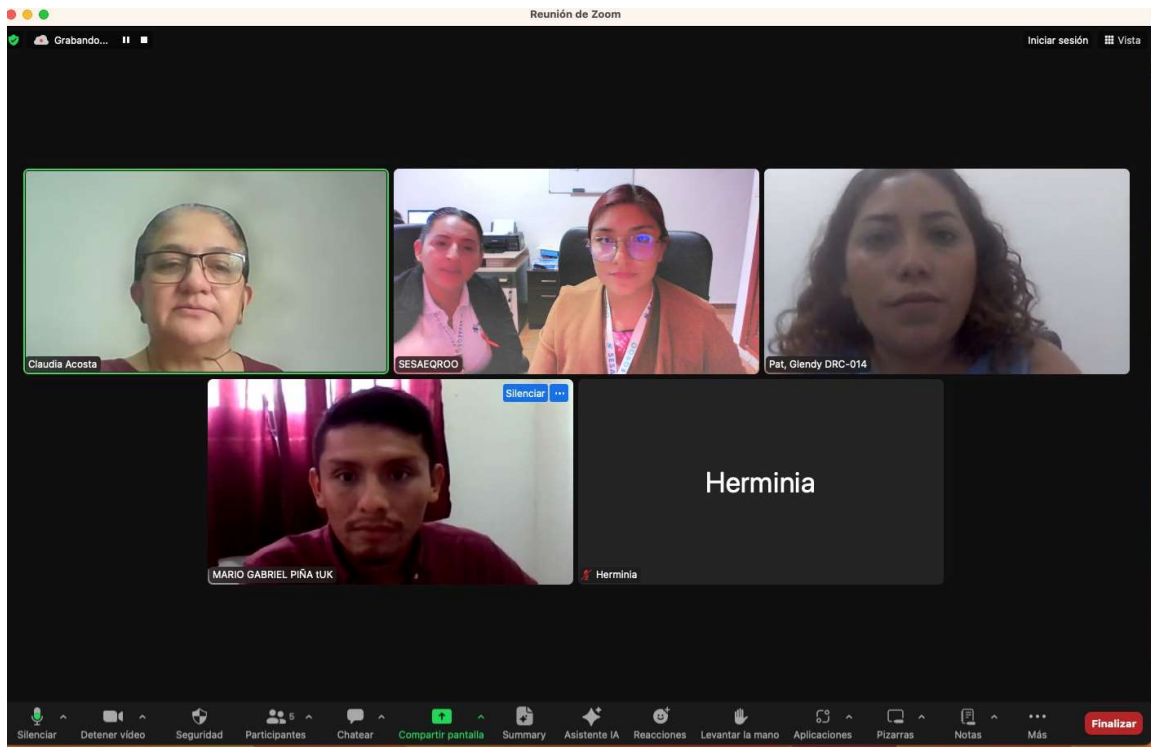 Reunión de Zoom
Grabando...
Iniciar sesión
Vista
Claudia Acosta
SESAEQROO
Pat, Glendy DRC-014
Silenciar
MARIO GABRIEL PIÑA tUK
Herminia
Herminia
Silenciar
Detener vídeo
Seguridad
Participantes
5
Chatear
Compartir pantalla
Summary
Asistente IA
Reacciones
Levantar la mano
Aplicaciones
Pizarras
Notas
Más
Finalizar